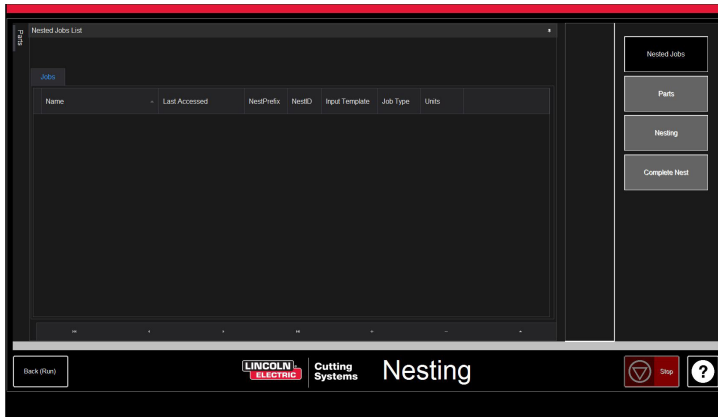 Parts
Nested Jobs List
Jobs
Name Last Accessed NestPrefix NestID Input Template Job Type Units
Nested Jobs
Parts
Nesting
Complete Nest
Back (Run)
LINCOLN
ELECTRIC
Cutting
Systems
Nesting
Stop
?